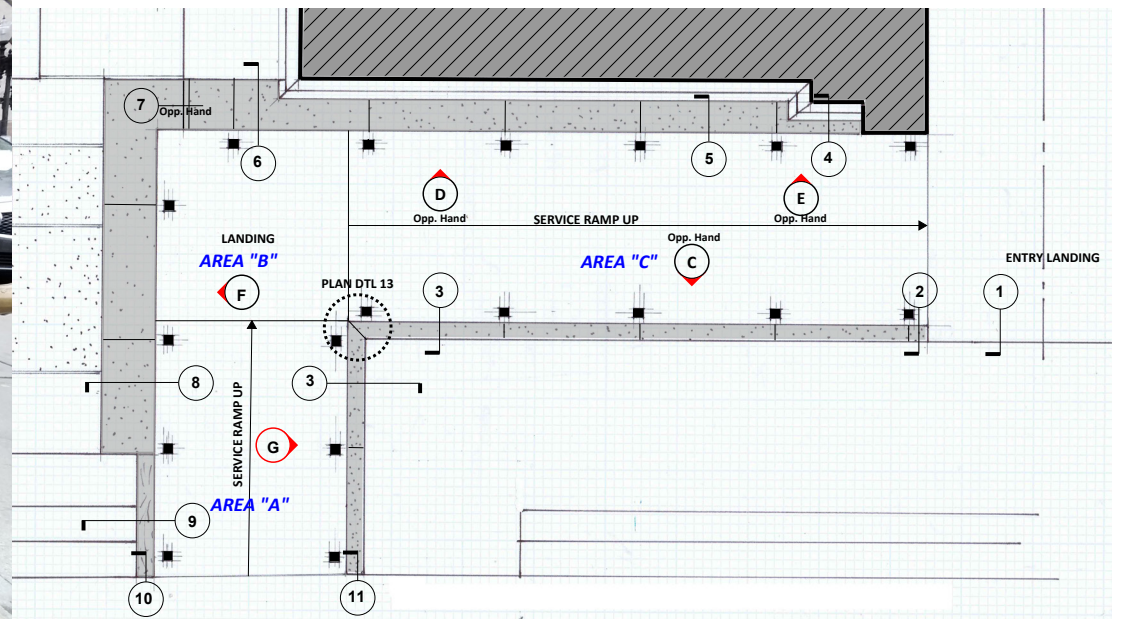 7
Opp. Hand
6
5
4
D
Opp. Hand
E
Opp. Hand
SERVICE RAMP UP
LANDING
AREA "B"
Opp. Hand
C
AREA "C"
ENTRY LANDING
F
PLAN DTL 13
3
2
1
8
3
SERVICE RAMP UP
G
AREA "A"
9
10
11